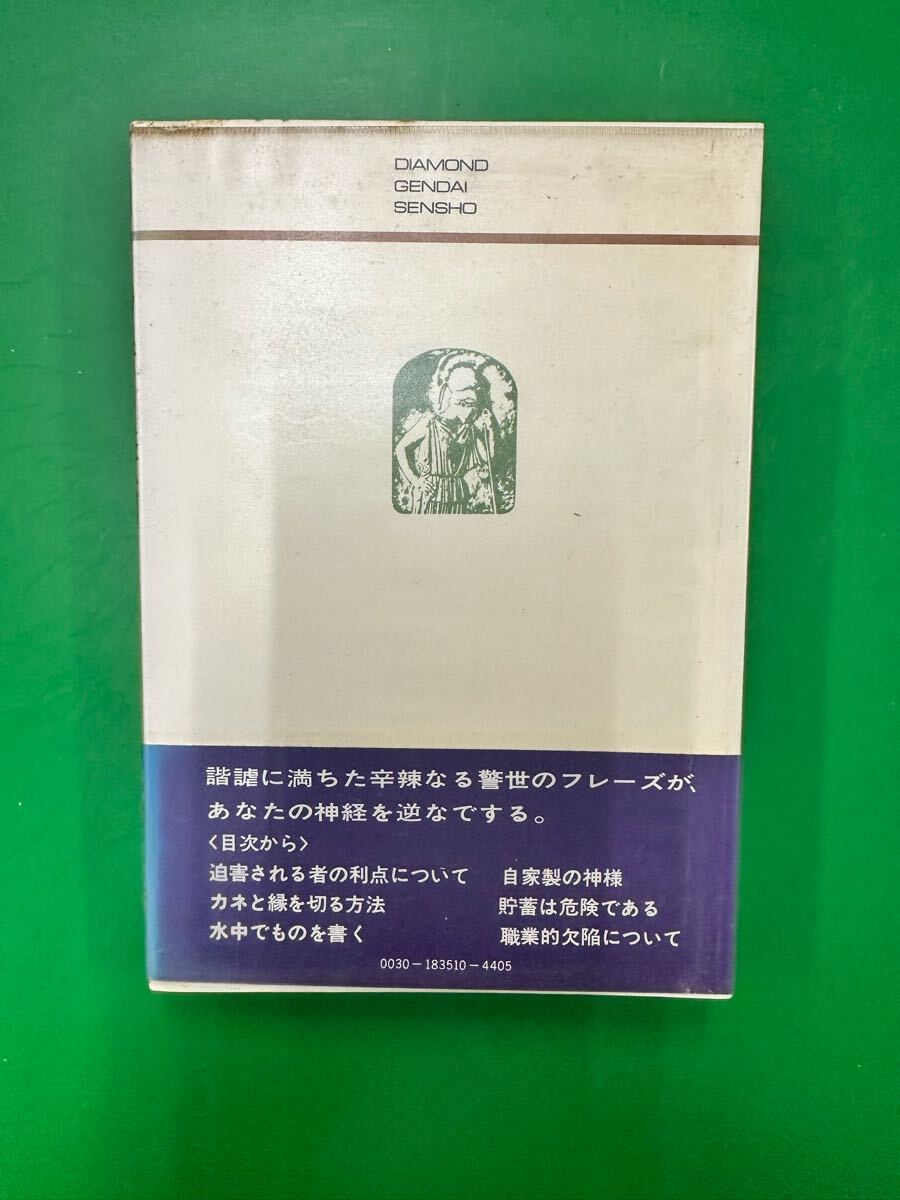 DIAMOND
GENDAI
SENSHO
諧謔に満ちた辛辣なる警世のフレーズが、
あなたの神経を逆なでする。
〈目次から〉
迫害される者の利点について 自家製の神様
カネと縁を切る方法 貯蓄は危険である
水中でものを書く 職業的欠陥について
0030-183510-4405